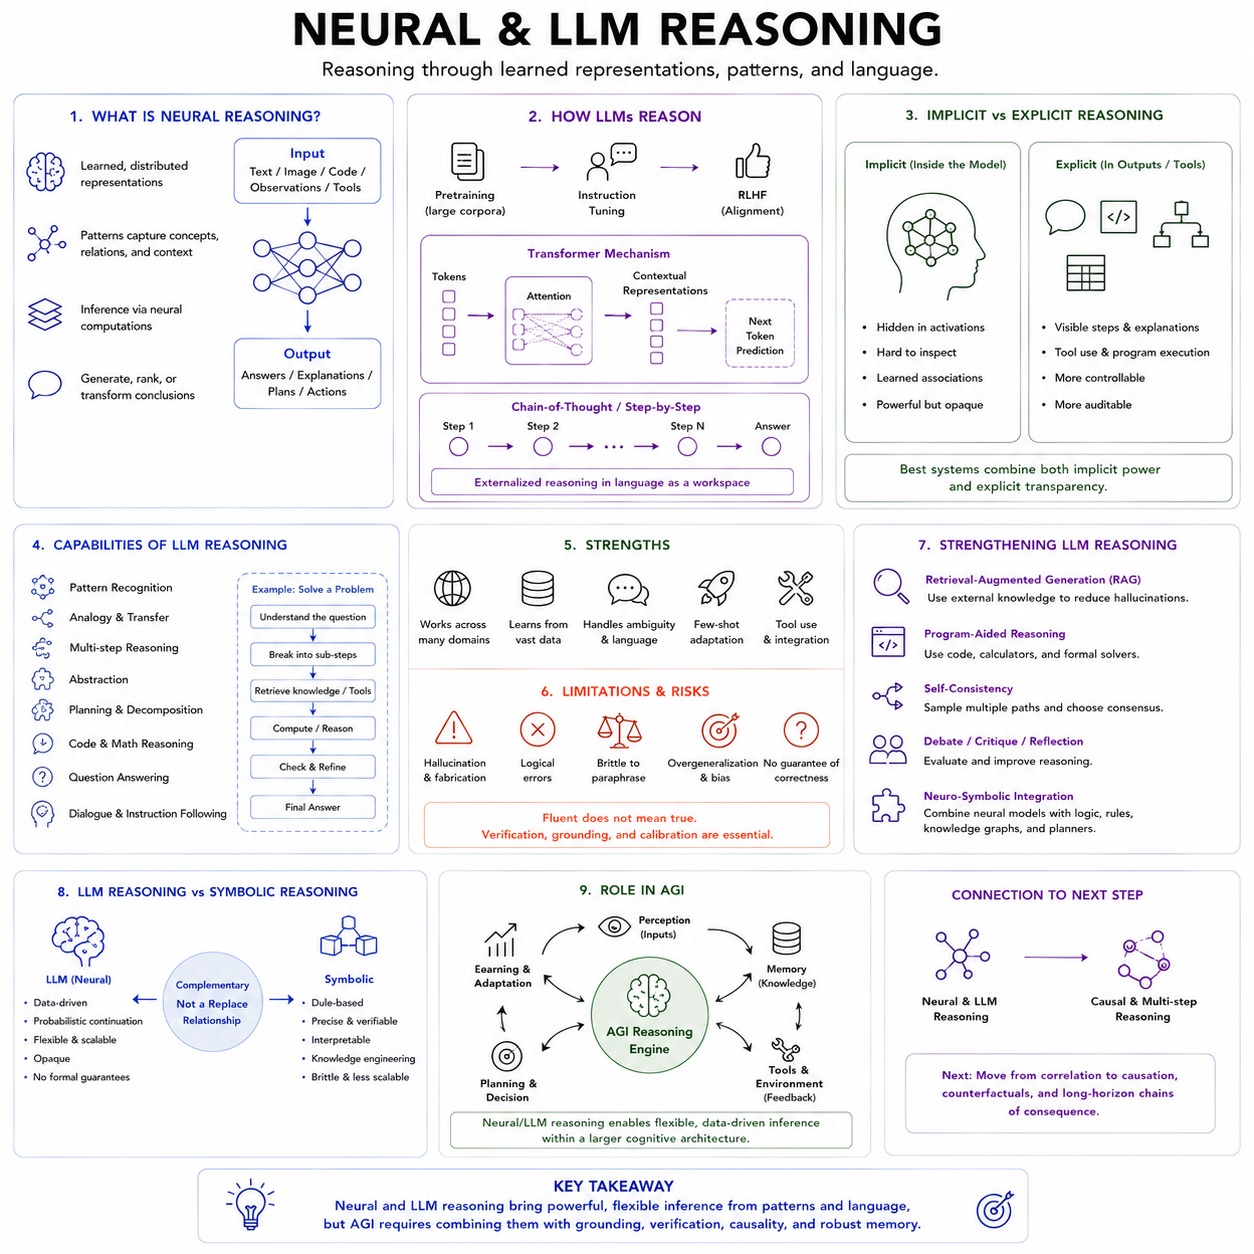 NEURAL & LLM REASONING
Reasoning through learned representations, patterns, and language.
1. WHAT IS NEURAL REASONING?
Learned, distributed
representations
Patterns capture concepts,
relations, and context
Inference via neural
computations
Generate, rank, or
transform conclusions
Input
Text / Image / Code /
Observations / Tools
Output
Answers / Explanations /
Plans / Actions
2. HOW LLMs REASON
Pretraining
(large corpora)
Instruction
Tuning
RLHF
(Alignment)
Transformer Mechanism
Tokens
Attention
Contextual
Representations
Next
Token
Prediction
Chain-of-Thought / Step-by-Step
Step 1
Step 2
...
Step N
Answer
Externalized reasoning in language as a workspace
3. IMPLICIT vs EXPLICIT REASONING
Implicit (Inside the Model)
• Hidden in activations
• Hard to inspect
• Learned associations
• Powerful but opaque
Explicit (In Outputs / Tools)
</>
• Visible steps & explanations
• Tool use & program execution
• More controllable
• More auditable
Best systems combine both implicit power
and explicit transparency.
4. CAPABILITIES OF LLM REASONING
Pattern Recognition
Analogy & Transfer
Multi-step Reasoning
Abstraction
Planning & Decomposition
Code & Math Reasoning
Question Answering
Dialogue & Instruction Following
Example: Solve a Problem
Understand the question
Break into sub-steps
Retrieve knowledge / Tools
Compute / Reason
Check & Refine
Final Answer
5. STRENGTHS
Works across
many domains
Learns from
vast data
Handles ambiguity
& language
Few-shot
adaptation
Tool use
& integration
6. LIMITATIONS & RISKS
Hallucination
& fabrication
Logical
errors
Brittle to
paraphrase
Overgeneralization
& bias
No guarantee of
correctness
Fluent does not mean true.
Verification, grounding, and calibration are essential.
7. STRENGTHENING LLM REASONING
Retrieval-Augmented Generation (RAG)
Use external knowledge to reduce hallucinations.
</>
Program-Aided Reasoning
Use code, calculators, and formal solvers.
Self-Consistency
Sample multiple paths and choose consensus.
Debate / Critique / Reflection
Evaluate and improve reasoning.
Neuro-Symbolic Integration
Combine neural models with logic, rules,
knowledge graphs, and planners.
8. LLM REASONING vs SYMBOLIC REASONING
LLM (Neural)
• Data-driven
• Probabilistic continuation
• Flexible & scalable
• Opaque
• No formal guarantees
Complementary
Not a Replace
Relationship
Symbolic
• Dule-based
• Precise & verifiable
• Interpretable
• Knowledge engineering
• Brittle & less scalable
9. ROLE IN AGI
Perception
(Inputs)
Eearning &
Adaptation
Memory
(Knowledge)
AGI Reasoning
Engine
Planning &
Decision
Tools &
Environment
(Feedback)
Neural/LLM reasoning enables flexible, data-driven inference
within a larger cognitive architecture.
CONNECTION TO NEXT STEP
Neural & LLM
Reasoning
Causal & Multi-step
Reasoning
Next: Move from correlation to causation,
counterfactuals, and long-horizon chains
of consequence.
KEY TAKEAWAY
Neural and LLM reasoning bring powerful, flexible inference from patterns and language,
but AGI requires combining them with grounding, verification, causality, and robust memory.